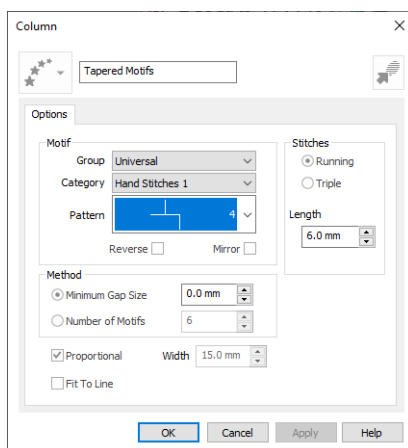 Column
Tapered Motifs
Options
Motif
Group Universal
Category Hand Stitches 1
Pattern 4
Reverse Mirror
Stitches
Running
Triple
Length
6.0 mm
Method
Minimum Gap Size 0.0 mm
Number of Motifs 6
Proportional Width 15.0 mm
Fit To Line
OK Cancel Apply Help